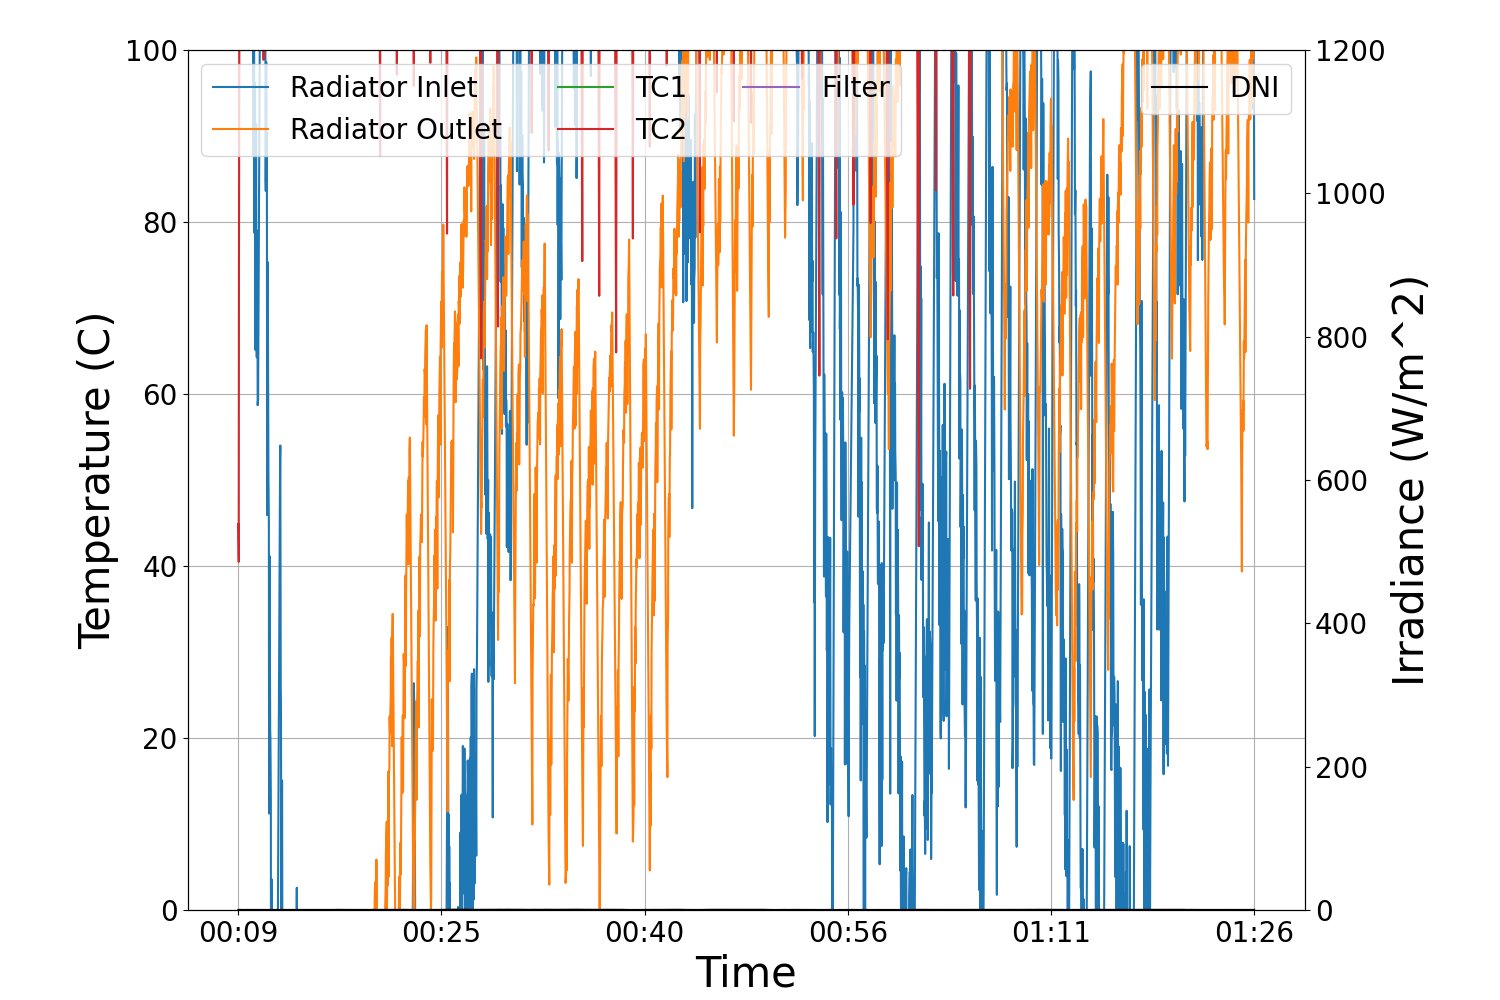 100
80
60
40
20
0
Temperature (C)
Radiator Inlet
Radiator Outlet
TC1
TC2
Filter
DNI
1200
1000
800
600
400
200
0
Irradiance (W/m^2)
00:09 00:25 00:40 00:56 01:11 01:26
Time